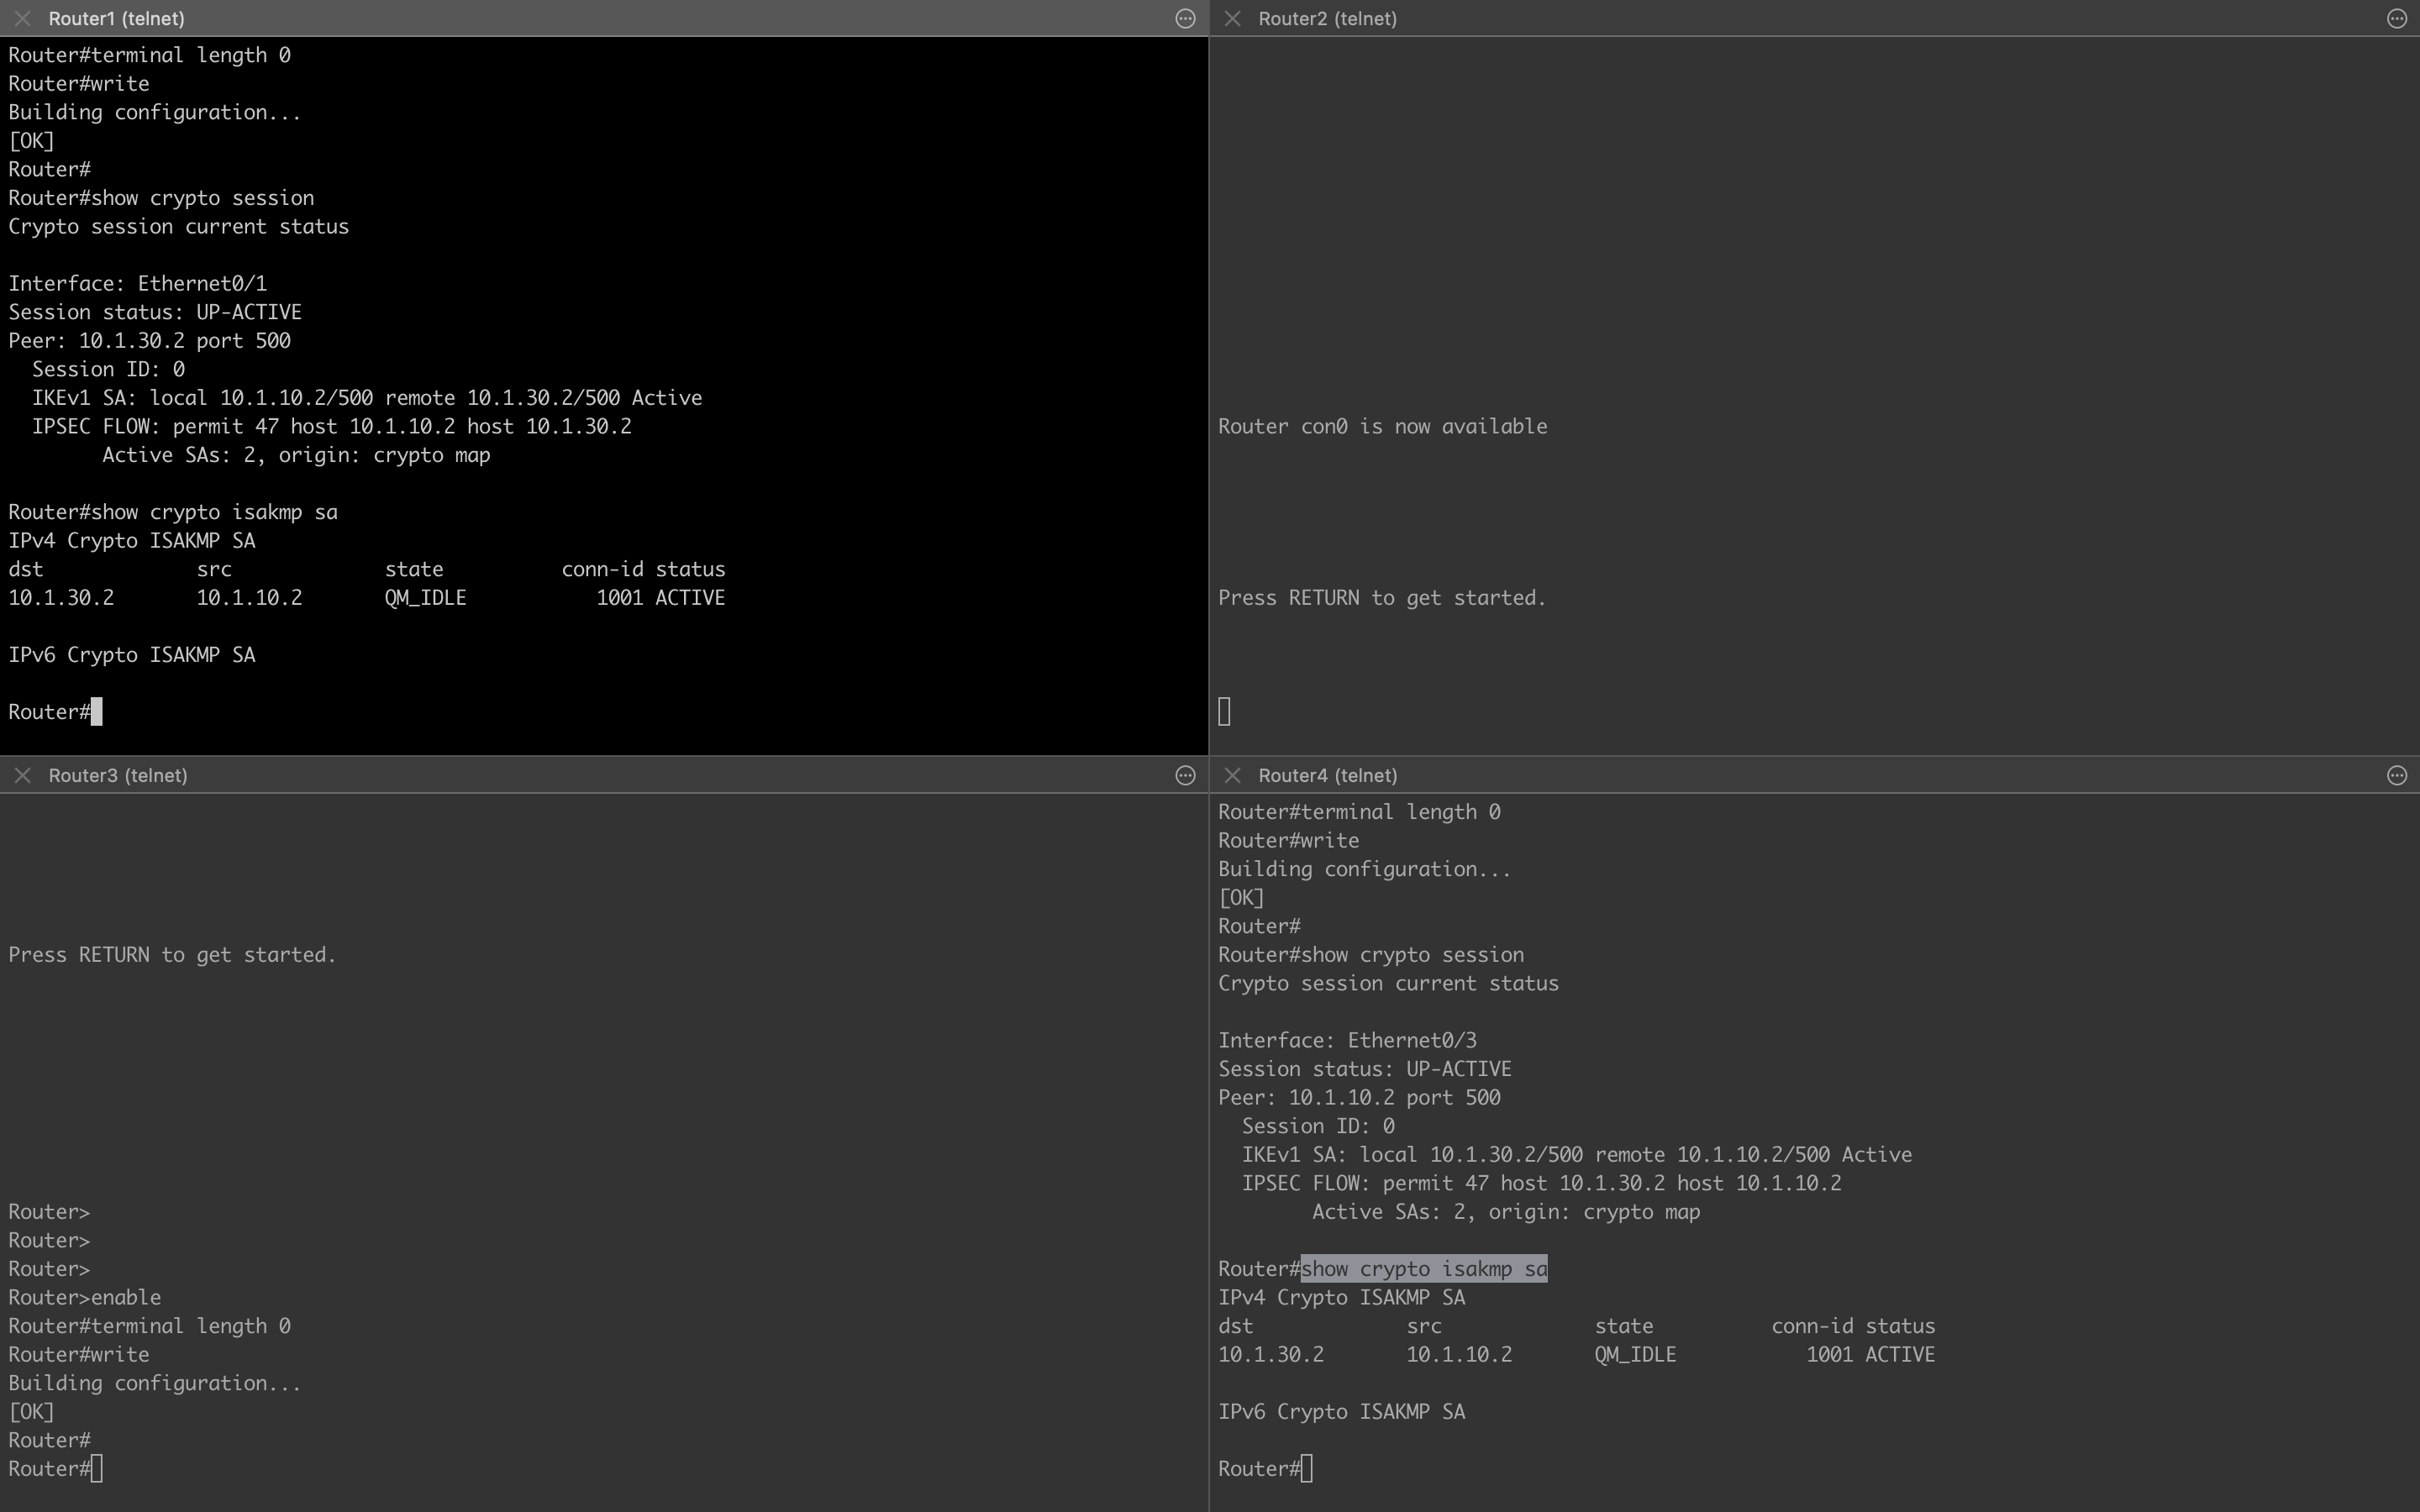 Router1 (telnet)
Router#terminal length 0
Router#write
Building configuration...
[OK]
Router#
Router#show crypto session
Crypto session current status
Interface: Ethernet0/1
Session status: UP-ACTIVE
Peer: 10.1.30.2 port 500
  Session ID: 0
  IKEv1 SA: local 10.1.10.2/500 remote 10.1.30.2/500 Active
  IPSEC FLOW: permit 47 host 10.1.10.2 host 10.1.30.2
        Active SAs: 2, origin: crypto map
Router#show crypto isakmp sa
IPv4 Crypto ISAKMP SA
dst             src             state          conn-id status
10.1.30.2       10.1.10.2       QM_IDLE           1001 ACTIVE
IPv6 Crypto ISAKMP SA
Router#
Router2 (telnet)
Router con0 is now available
Press RETURN to get started.
Router3 (telnet)
Press RETURN to get started.
Router>
Router>
Router>
Router>enable
Router#terminal length 0
Router#write
Building configuration...
[OK]
Router#
Router#
Router4 (telnet)
Router#terminal length 0
Router#write
Building configuration...
[OK]
Router#
Router#show crypto session
Crypto session current status
Interface: Ethernet0/3
Session status: UP-ACTIVE
Peer: 10.1.10.2 port 500
  Session ID: 0
  IKEv1 SA: local 10.1.30.2/500 remote 10.1.10.2/500 Active
  IPSEC FLOW: permit 47 host 10.1.30.2 host 10.1.10.2
        Active SAs: 2, origin: crypto map
Router#show crypto isakmp sa
IPv4 Crypto ISAKMP SA
dst             src             state          conn-id status
10.1.30.2       10.1.10.2       QM_IDLE           1001 ACTIVE
IPv6 Crypto ISAKMP SA
Router#